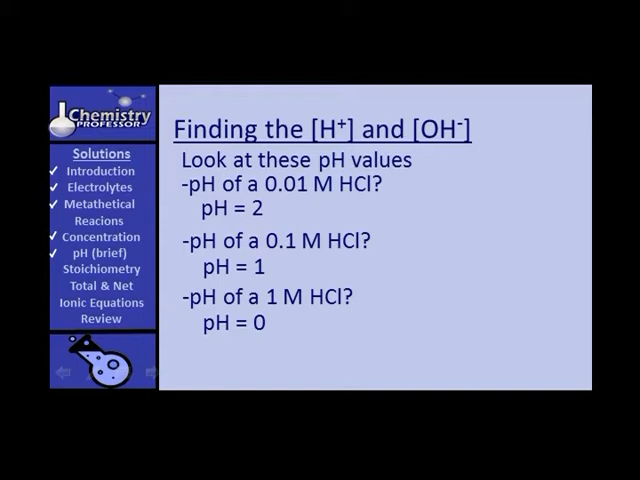 Chemistry
PROFESSOR
Solutions
Introduction
Electrolytes
Metathetical
Reacions
Concentration
pH (brief)
Stoichiometry
Total & Net
Ionic Equations
Review
Finding the [H⁺] and [OH⁻]
Look at these pH values
-pH of a 0.01 M HCl?
pH = 2
-pH of a 0.1 M HCl?
pH = 1
-pH of a 1 M HCl?
pH = 0